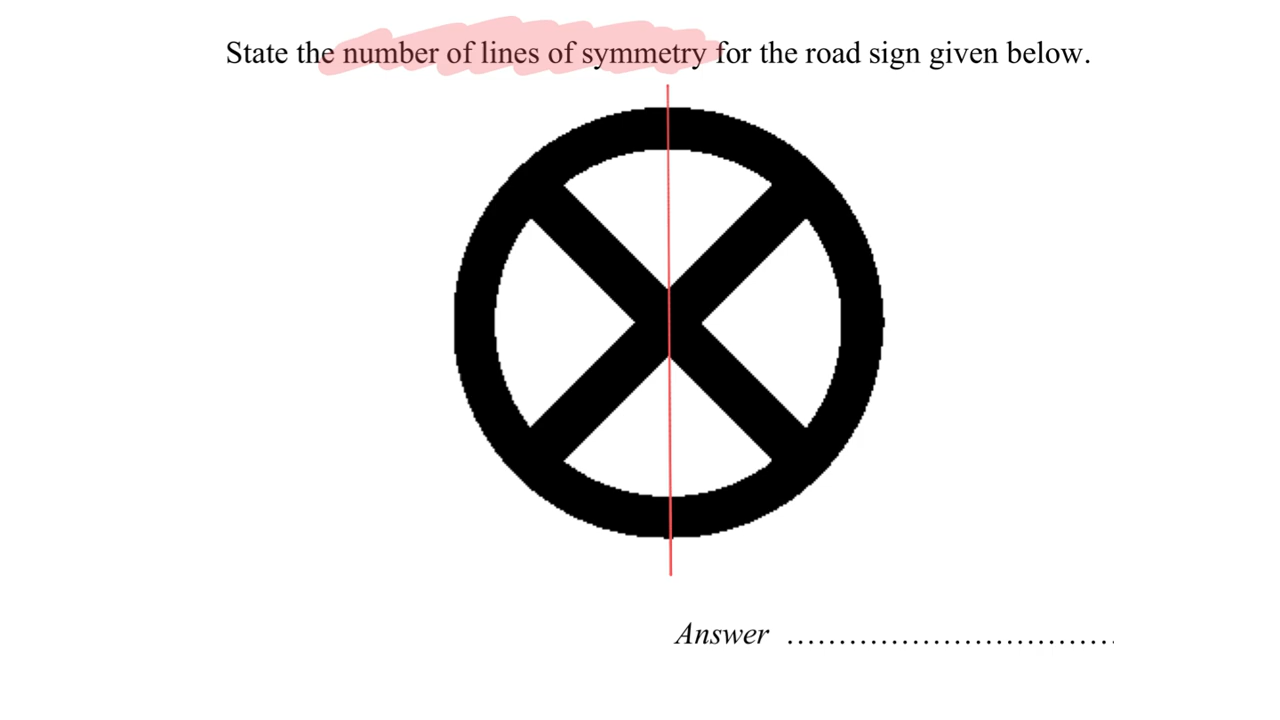 State the number of lines of symmetry for the road sign given below.
Answer ................................